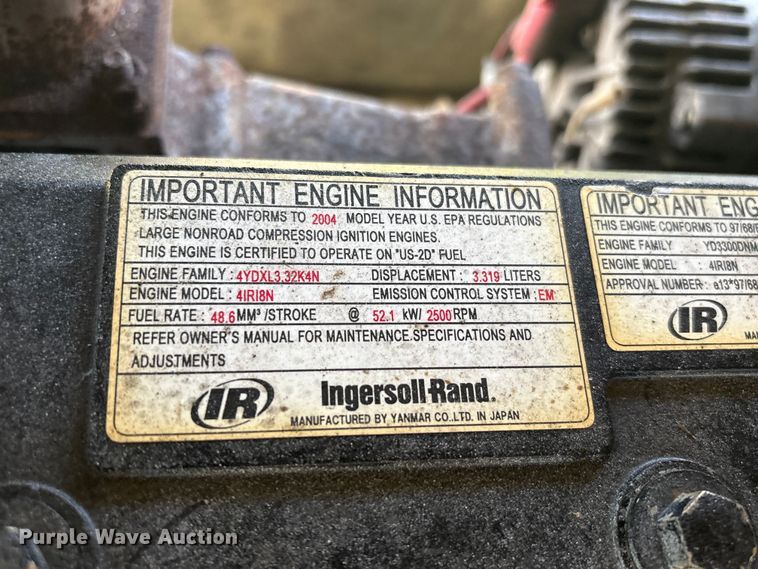 IMPORTANT ENGINE INFORMATION
THIS ENGINE CONFORMS TO 2004 MODEL YEAR U.S. EPA REGULATIONS
LARGE NONROAD COMPRESSION IGNITION ENGINES.
THIS ENGINE IS CERTIFIED TO OPERATE ON "US-2D" FUEL
ENGINE FAMILY : 4YDXL3.32K4N DISPLACEMENT : 3.319 LITERS
ENGINE MODEL : 4IRI8N EMISSION CONTROL SYSTEM : EM
FUEL RATE : 48.6 MM³ /STROKE @ 52.1 kW/ 2500 RPM
REFER OWNER'S MANUAL FOR MAINTENANCE.SPECIFICATIONS AND
ADJUSTMENTS
IR Ingersoll-Rand.
MANUFACTURED BY YANMAR CO.,LTD. IN JAPAN
IMPORTANT ENG
THIS ENGINE CONFORMS TO 97/68/
ENGINE FAMILY : YD3300DNM
ENGINE MODEL : 4IRI8N
APPROVAL NUMBER : a13*97/68
IR
MA
Purple Wave Auction